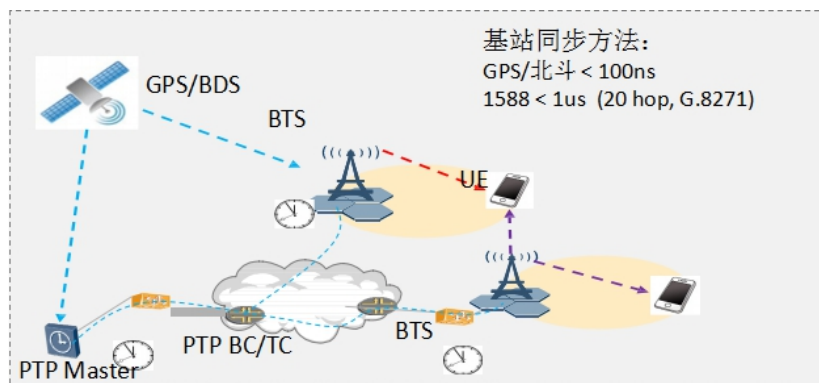 基站同步方法：
GPS/北斗 < 100ns
1588 < 1us (20 hop, G.8271)
GPS/BDS
BTS
UE
PTP BC/TC
BTS
PTP Master